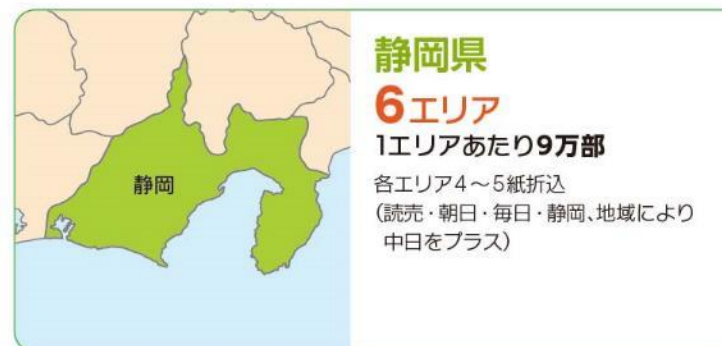 静岡
静岡県
6エリア
1エリアあたり9万部
各エリア4～5紙折込
(読売・朝日・毎日・静岡、地域により
中日をプラス)